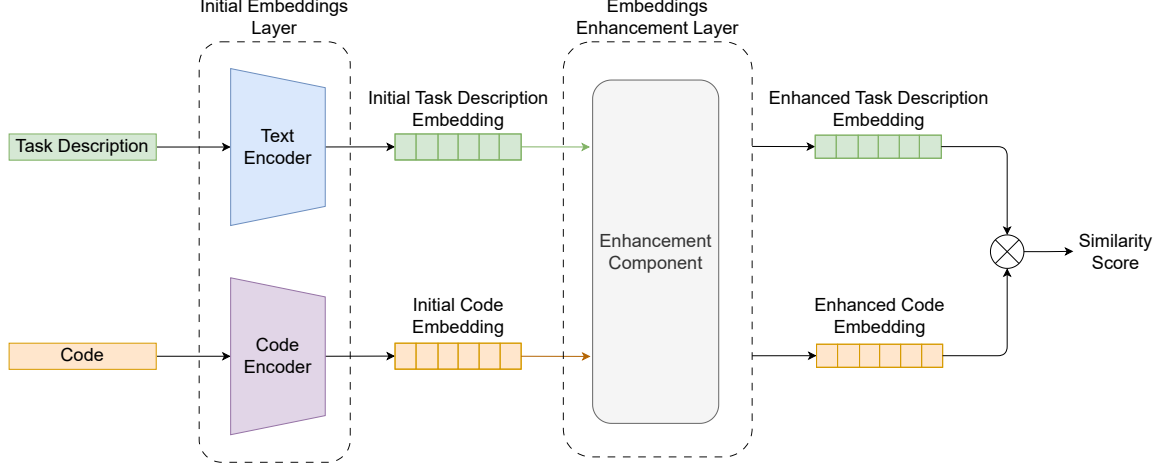 Initial Embeddings
Layer
Embeddings
Enhancement Layer
Task Description
Text
Encoder
Initial Task Description
Embedding
Enhanced Task Description
Embedding
Enhancement
Component
Similarity
Score
Code
Code
Encoder
Initial Code
Embedding
Enhanced Code
Embedding